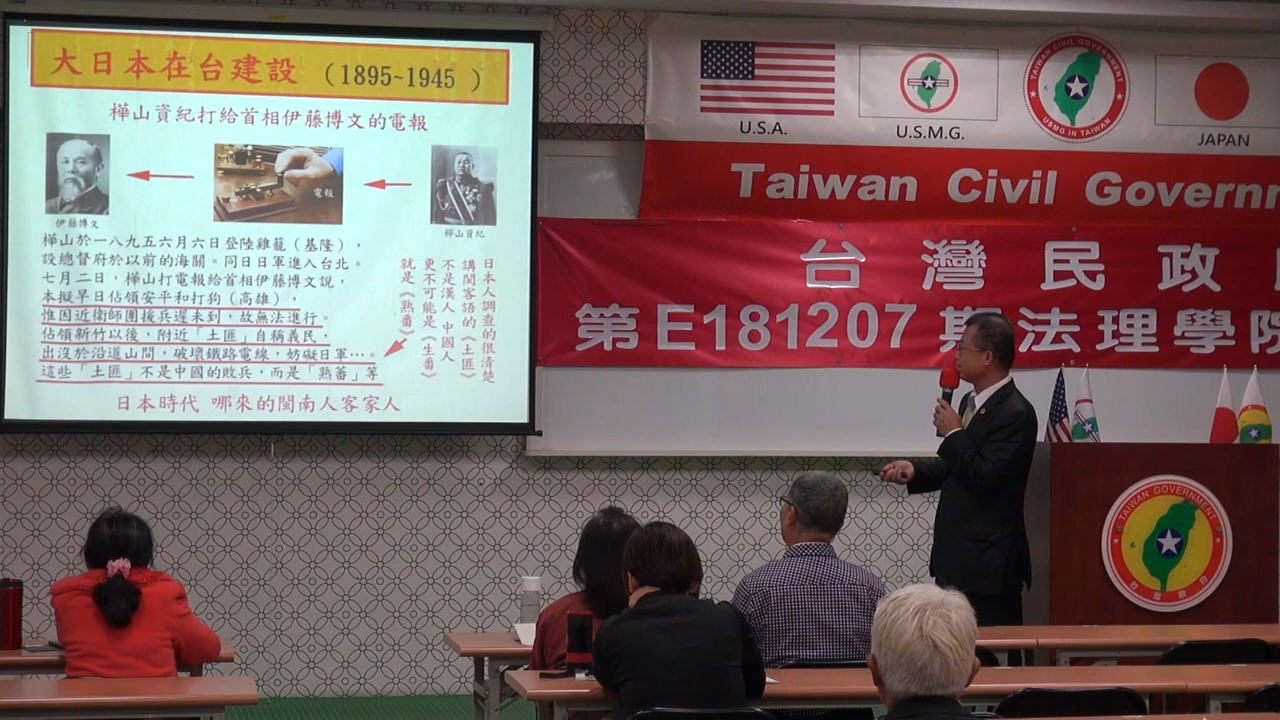 大日本在台建設 (1895~1945 )
樺山資紀打給首相伊藤博文的電報
電報
伊藤博文
樺山資紀
樺山於一八九五六月六日登陸雞籠(基隆),
設總督府於以前的海關。同日日軍進入台北。
七月二日,樺山打電報給首相伊藤博文說,
本擬早日佔領安平和打狗(高雄),
惟因近衛師團援兵遲未到,故無法進行。
佔領新竹以後,附近「土匪」自稱義民,
出沒於沿道山間,破壞鐵路電線,妨礙日軍…。
這些「土匪」不是中國的敗兵,而是「熟蕃」等
日本人調查的很清楚
講閩客語的《土匪》
不是漢人 中國人
更不可能是《生番》
就是《熟番》
日本時代 哪來的閩南人客家人
U.S.A.
U.S.M.G.
TAIWAN CIVIL GOVERNMENT
USMG IN TAIWAN
JAPAN
Taiwan Civil Governm
台灣民政
第E181207期法理學院
TAIWAN GOVERNMENT
台灣政府